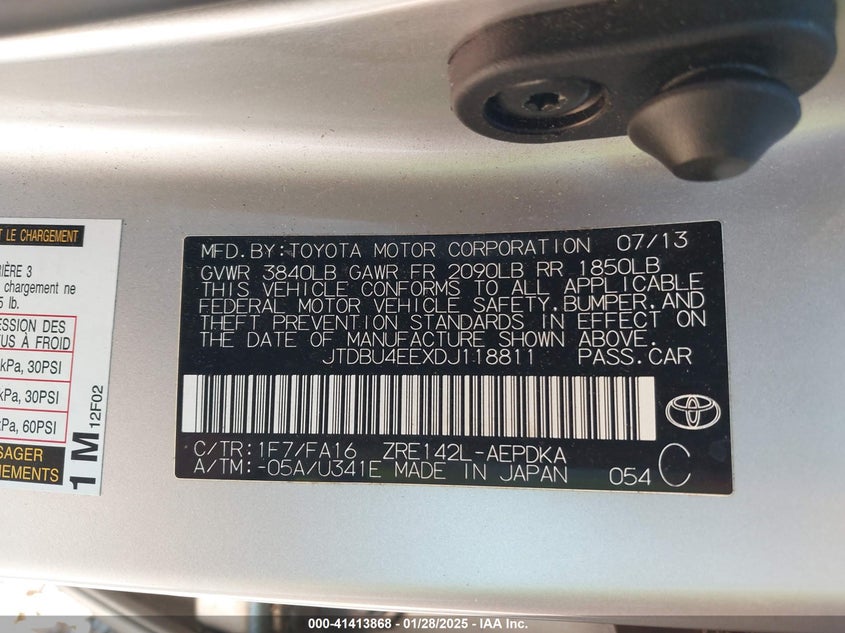 T LE CHARGEMENT
RIÈRE 3
chargement ne
5 lb.
ESSION DES
US À FROID
kPa, 30PSI
kPa, 30PSI
kPa, 60PSI
SAGER
NEMENTS
1 M 12F02
MFD.BY:TOYOTA MOTOR CORPORATION 07/13
GVWR 3840LB GAWR FR 2090LB RR 1850LB
THIS VEHICLE CONFORMS TO ALL APPLICABLE
FEDERAL MOTOR VEHICLE SAFETY,BUMPER,AND
THEFT PREVENTION STANDARDS IN EFFECT ON
THE DATE OF MANUFACTURE SHOWN ABOVE.
JTDBU4EEXDJ118811 PASS.CAR
C/TR:1F7/FA16 ZRE142L-AEPDKA
A/TM:-05A/U341E MADE IN JAPAN 054 C
000-41413868 - 01/28/2025 - IAA Inc.